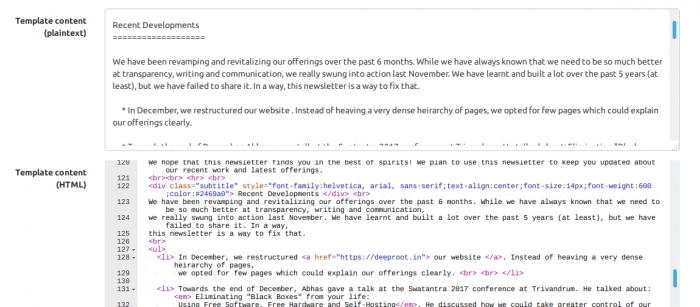 Template content
(plaintext)
Recent Developments
===================
We have been revamping and revitalizing our offerings over the past 6 months. While we have always known that we need to be so much better
at transparency, writing and communication, we really swung into action last November. We have learnt and built a lot over the past 5 years (at
least), but we have failed to share it. In a way, this newsletter is a way to fix that.
* In December, we restructured our website . Instead of heaving a very dense heirarchy of pages, we opted for few pages which could explain
our offerings clearly.
Template content
(HTML)
120 We hope that this newsletter finds you in the best of spirits! We plan to use this newsletter to keep you updated about
our recent work and latest offerings.
121 <br><br> <hr> <br>
122 <div class="subtitle" style="font-family:helvetica, arial, sans-serif;text-align:center;font-size:14px;font-weight:600
;color:#2469a0"> Recent Developments </div> <br>
123 We have been revamping and revitalizing our offerings over the past 6 months. While we have always known that we need to
be so much better at transparency, writing and communication,
124 we really swung into action last November. We have learnt and built a lot over the past 5 years (at least), but we have
failed to share it. In a way,
125 this newsletter is a way to fix that.
126 <br>
127 <ul>
128 <li> In December, we restructured <a href="https://deeproot.in"> our website </a>. Instead of heaving a very dense
heirarchy of pages,
129 we opted for few pages which could explain our offerings clearly. <br> <br> </li>
130
131 <li> Towards the end of December, Abhas gave a talk at the Swatantra 2017 conference at Trivandrum. He talked about:
<em> Eliminating "Black Boxes" from your life:
132 Using Free Software, Free Hardware and Self-Hosting</em>. He discussed how we could take greater control of our